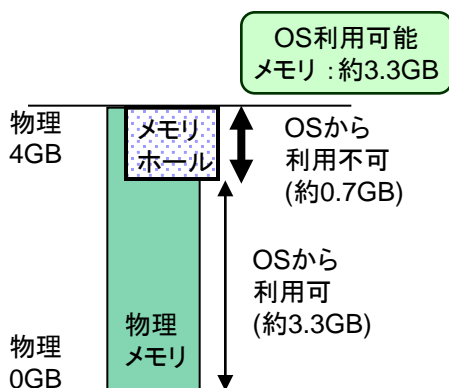 OS利用可能
メモリ：約3.3GB
物理
4GB
メモリ
ホール
OSから
利用不可
(約0.7GB)
OSから
利用可
(約3.3GB)
物理
メモリ
物理
0GB